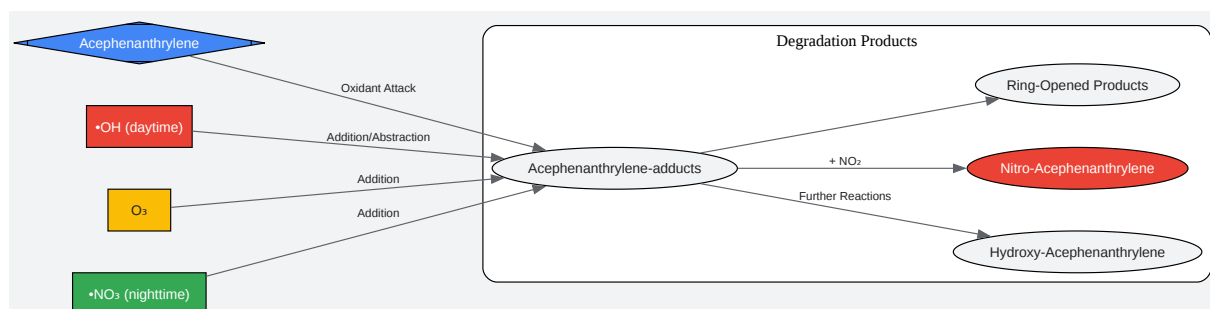 Degradation Products
Acephenanthrylene
Oxidant Attack
Ring-Opened Products
•OH (daytime)
Addition/Abstraction
Acephenanthrylene-adducts
+ NO₂
Nitro-Acephenanthrylene
O₃
Addition
Further Reactions
Addition
Hydroxy-Acephenanthrylene
•NO₃ (nighttime)